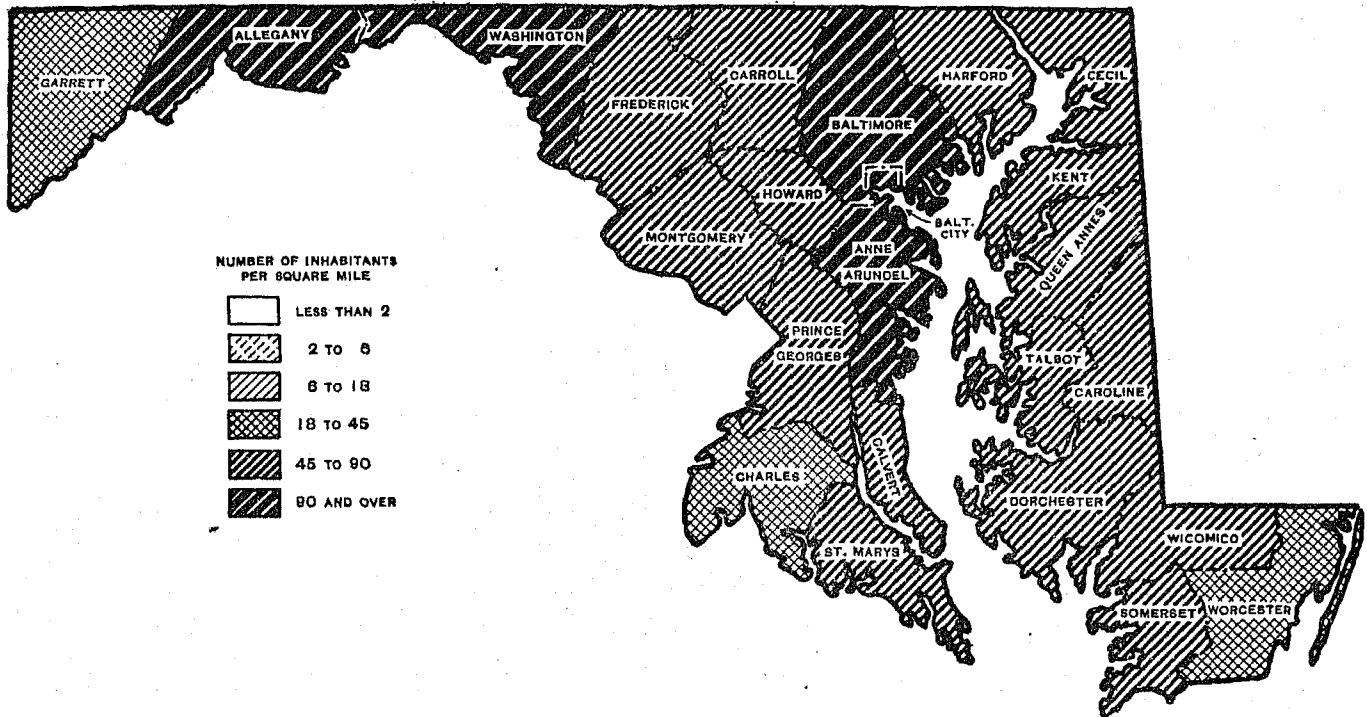 ALLEGANY
WASHINGTON
GARRETT
CARROLL
HARFORD
CECIL
FREDERICK
BALTIMORE
KENT
HOWARD
BALT.
CITY
QUEEN ANNES
MONTGOMERY
ANNE
ARUNDEL
NUMBER OF INHABITANTS
PER SQUARE MILE
LESS THAN 2
2 TO 6
6 TO 18
18 TO 45
45 TO 90
90 AND OVER
PRINCE
GEORGES
TALBOT
CAROLINE
CALVERT
CHARLES
DORCHESTER
ST. MARYS
WICOMICO
SOMERSET
WORCESTER